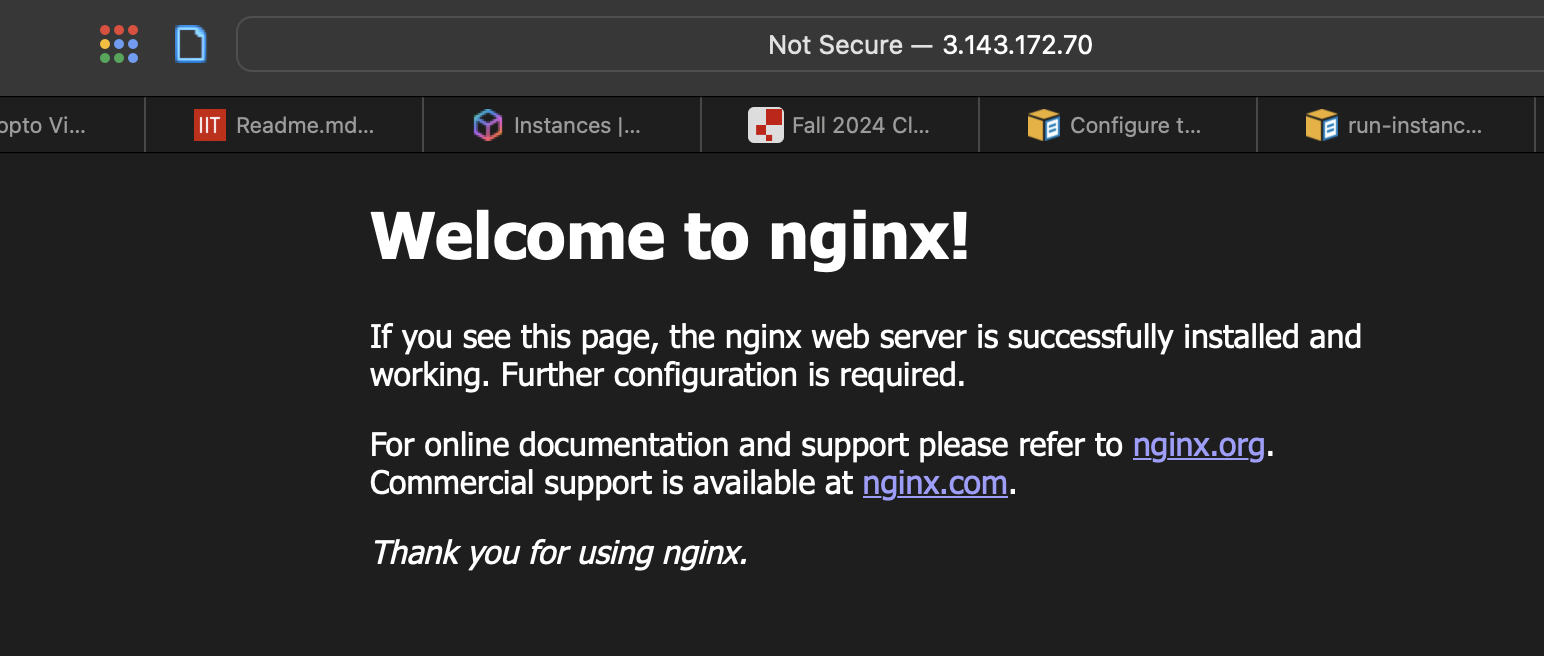 Not Secure — 3.143.172.70
opto Vi...
IIT Readme.md...
Instances |...
Fall 2024 Cl...
Configure t...
run-instanc...
Welcome to nginx!
If you see this page, the nginx web server is successfully installed and
working. Further configuration is required.
For online documentation and support please refer to nginx.org.
Commercial support is available at nginx.com.
Thank you for using nginx.